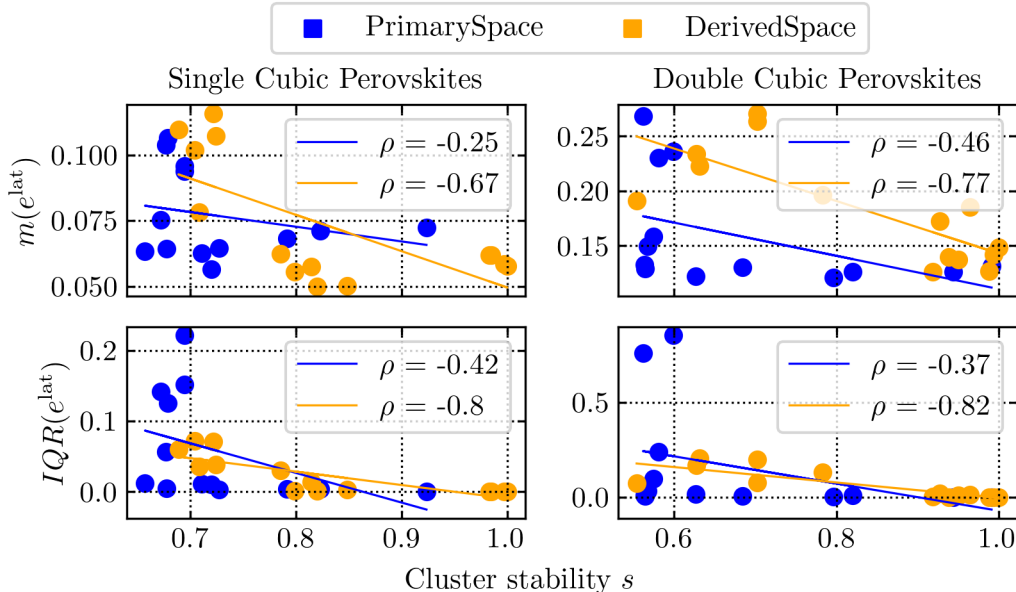 PrimarySpace DerivedSpace
Single Cubic Perovskites
Double Cubic Perovskites
m(e^lat)
0.100
0.075
0.050
ρ = -0.25
ρ = -0.67
0.25
0.20
0.15
ρ = -0.46
ρ = -0.77
IQR(e^lat)
0.2
0.1
0.0
ρ = -0.42
ρ = -0.8
0.5
0.0
ρ = -0.37
ρ = -0.82
0.7 0.8 0.9 1.0
0.6 0.8 1.0
Cluster stability s